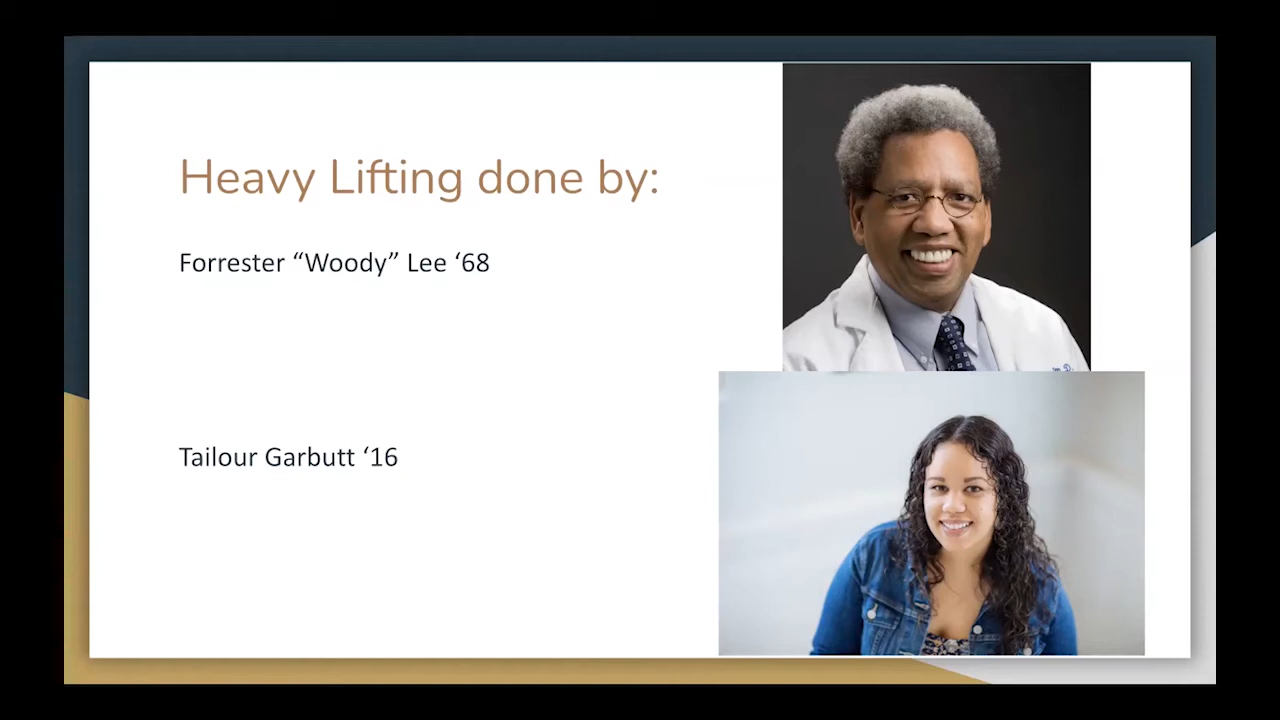 Heavy Lifting done by:
Forrester “Woody” Lee ‘68
Tailour Garbutt ‘16